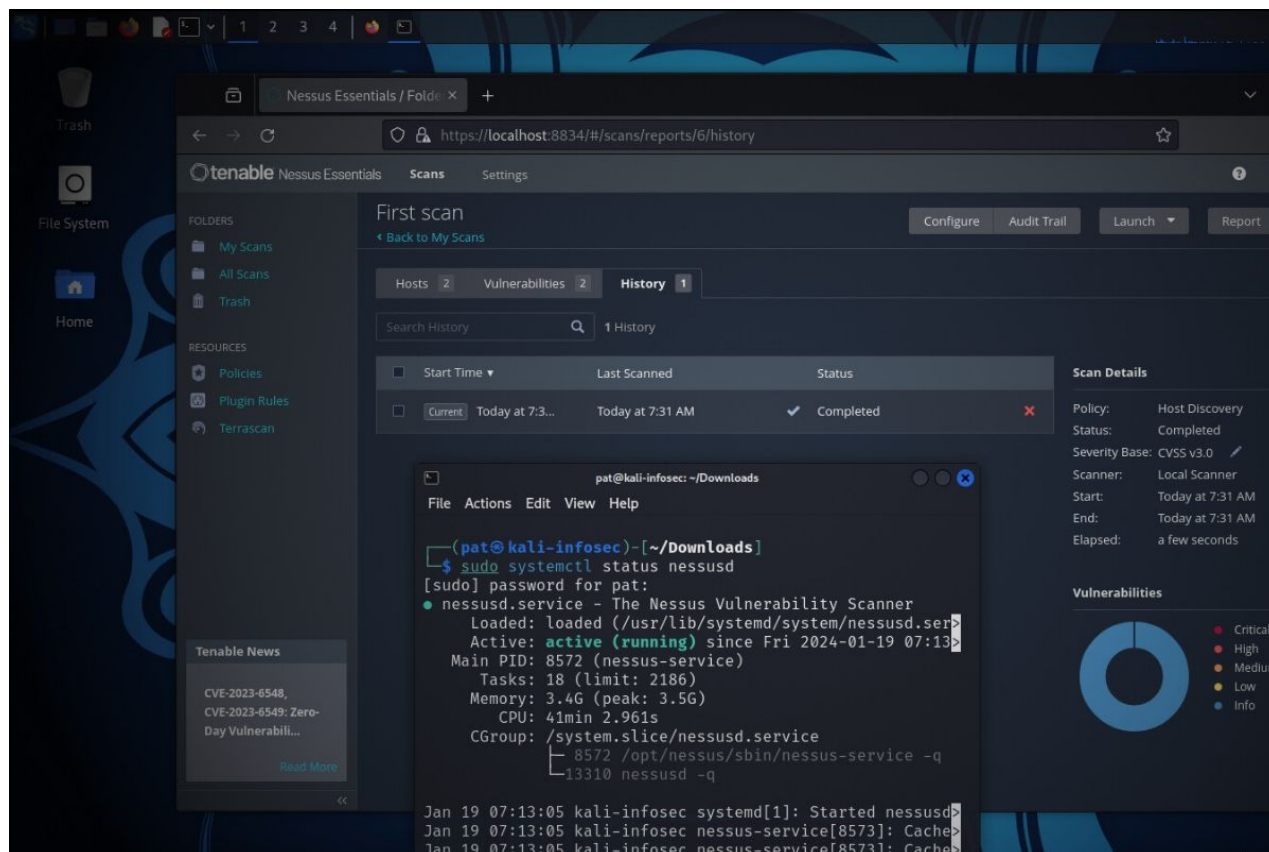 1 2 3 4
Trash
File System
Home
Nessus Essentials / Folde
https://localhost:8834/#/scans/reports/6/history
tenable Nessus Essentials Scans Settings
FOLDERS
My Scans
All Scans
Trash
RESOURCES
Policies
Plugin Rules
Terrascan
Tenable News
CVE-2023-6548,
CVE-2023-6549: Zero-
Day Vulnerabili...
Read More
First scan
Back to My Scans
Configure Audit Trail Launch Report
Hosts 2 Vulnerabilities 2 History 1
Search History 1 History
Start Time Last Scanned Status
Current Today at 7:3... Today at 7:31 AM Completed
Scan Details
Policy: Host Discovery
Status: Completed
Severity Base: CVSS v3.0
Scanner: Local Scanner
Start: Today at 7:31 AM
End: Today at 7:31 AM
Elapsed: a few seconds
Vulnerabilities
Critical
High
Mediu
Low
Info
pat@kali-infosec: ~/Downloads
File Actions Edit View Help
(pat㉿kali-infosec)-[~/Downloads]
$ sudo systemctl status nessusd
[sudo] password for pat:
● nessusd.service - The Nessus Vulnerability Scanner
Loaded: loaded (/usr/lib/systemd/system/nessusd.ser>
Active: active (running) since Fri 2024-01-19 07:13>
Main PID: 8572 (nessus-service)
Tasks: 18 (limit: 2186)
Memory: 3.4G (peak: 3.5G)
CPU: 41min 2.961s
CGroup: /system.slice/nessusd.service
├─ 8572 /opt/nessus/sbin/nessus-service -q
└─13310 nessusd -q
Jan 19 07:13:05 kali-infosec systemd[1]: Started nessusd>
Jan 19 07:13:05 kali-infosec nessus-service[8573]: Cache>
Jan 19 07:13:05 kali-infosec nessus-service[8573]: Cache>